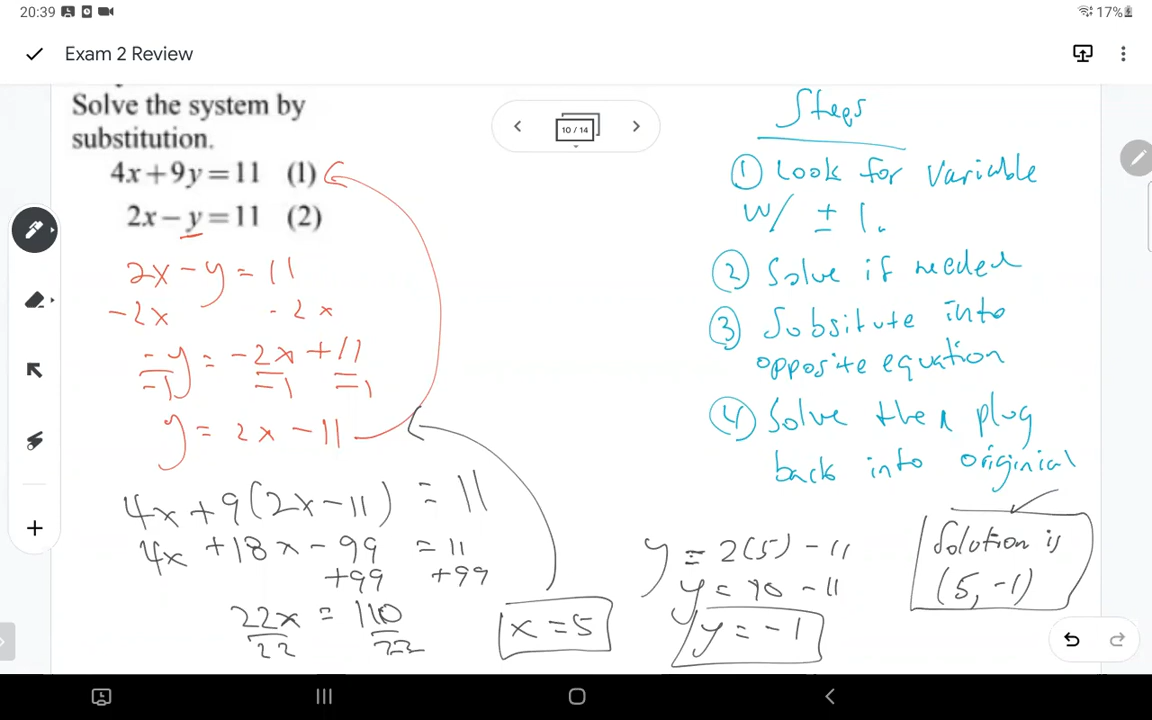 20:39
17%
Exam 2 Review
10 / 14
Solve the system by
substitution.
4x+9y=11 (1)
2x−y=11 (2)
2x - y = 11
-2x - 2x
-y = -2x + 11
-1 -1 -1
y = 2x - 11
4x + 9(2x - 11) = 11
4x + 18x - 99 = 11
+99 +99
22x = 110
22 22
x = 5
y = 2(5) - 11
y = 10 - 11
y = -1
Steps
① Look for variable
w/ ± 1.
② Solve if needed
③ Subsitute into
opposite equation
④ Solve then plug
back into originial
Solution is
(5, -1)